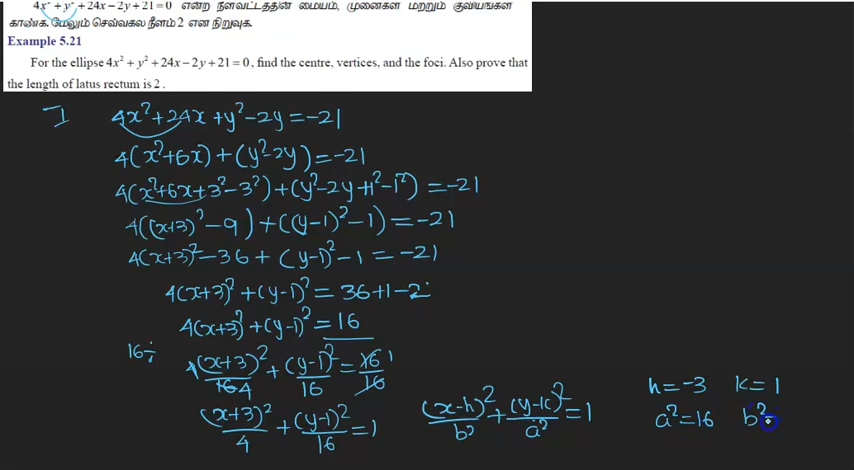 4x² + y² + 24x − 2y + 21 = 0 என்ற நீள்வட்டத்தின் மையம், முனைகள் மற்றும் குவியங்கள்
காண்க. மேலும் செவ்வகல நீளம் 2 என நிறுவுக.
Example 5.21
For the ellipse 4x² + y² + 24x − 2y + 21 = 0, find the centre, vertices, and the foci. Also prove that
the length of latus rectum is 2 .
4x² + 24x + y² − 2y = −21
4(x² + 6x) + (y² − 2y) = −21
4(x² + 6x + 3² − 3²) + (y² − 2y + 1² − 1²) = −21
4((x+3)² − 9) + ((y−1)² − 1) = −21
4(x+3)² − 36 + (y−1)² − 1 = −21
4(x+3)² + (y−1)² = 36 + 1 − 2
4(x+3)² + (y−1)² = 16
16 ÷ 4(x+3)²/16 4 + (y−1)²/16 = 16/16 1
(x+3)²/4 + (y−1)²/16 = 1 (x−h)²/b² + (y−k)²/a² = 1
h = −3 k = 1
a² = 16 b²